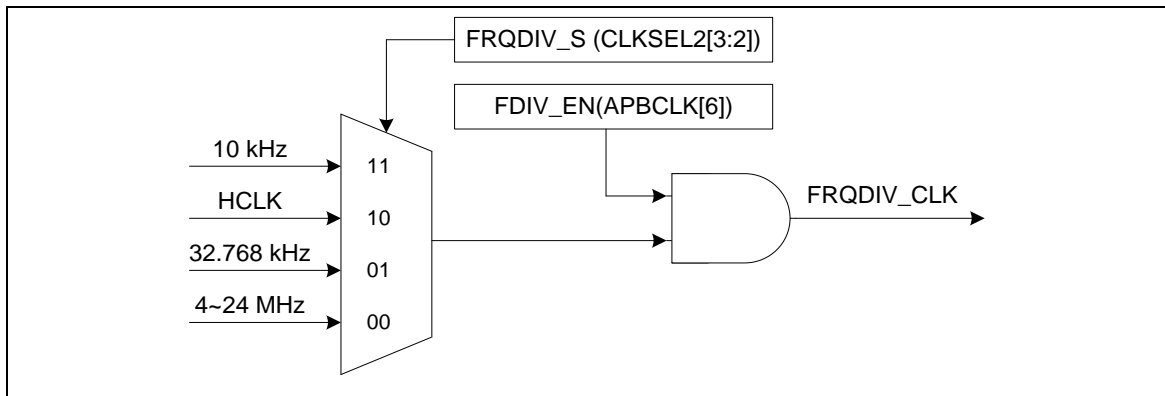 FRQDIV_S (CLKSEL2[3:2])
FDIV_EN(APBCLK[6])
10 kHz
11
HCLK
10
32.768 kHz
01
4~24 MHz
00
FRQDIV_CLK